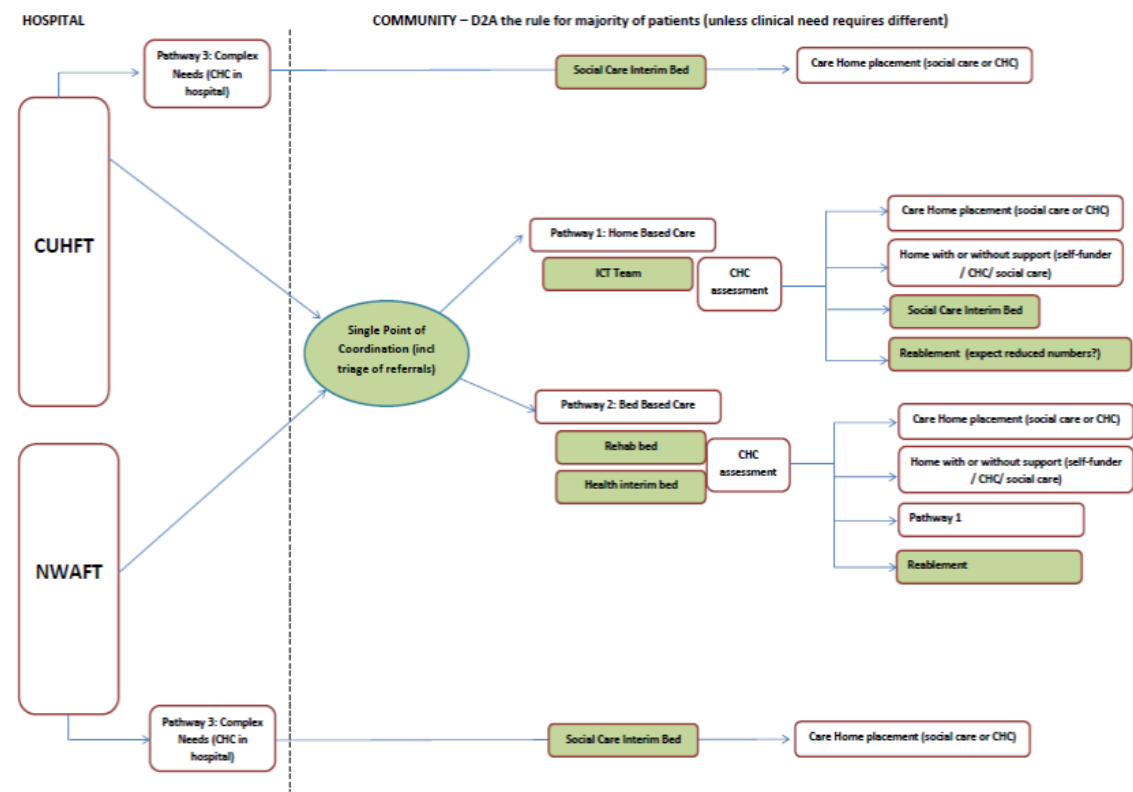 HOSPITAL
COMMUNITY – D2A the rule for majority of patients (unless clinical need requires different)
Pathway 3: Complex
Needs (CHC in
hospital)
Social Care Interim Bed
Care Home placement (social care or CHC)
CUHFT
Single Point of
Coordination (incl
triage of referrals)
Pathway 1: Home Based Care
ICT Team
CHC
assessment
Care Home placement (social care or CHC)
Home with or without support (self-funder
/ CHC/ social care)
Social Care Interim Bed
Reablement (expect reduced numbers?)
Pathway 2: Bed Based Care
Rehab bed
Health interim bed
CHC
assessment
Care Home placement (social care or CHC)
Home with or without support (self-funder
/ CHC/ social care)
Pathway 1
Reablement
NWAFT
Pathway 3: Complex
Needs (CHC in
hospital)
Social Care Interim Bed
Care Home placement (social care or CHC)